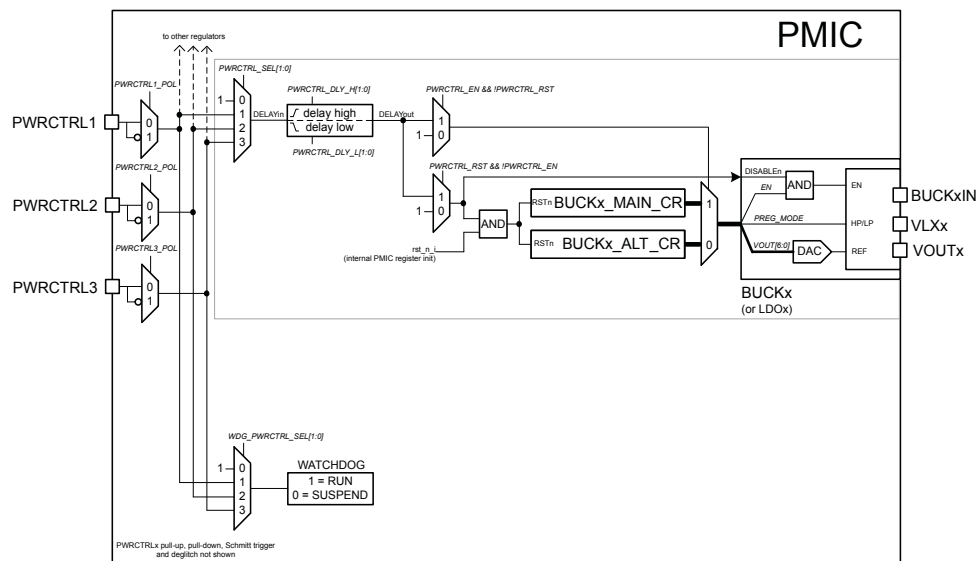 PMIC
to other regulators
PWRCTRL_SEL[1:0]
PWRCTRL1_POL
PWRCTRL_DLY_H[1:0]
PWRCTRL_EN && !PWRCTRL_RST
PWRCTRL1
0
1
1
0
1
2
3
DELAYin
delay high
delay low
DELAYout
1
1
0
PWRCTRL_DLY_L[1:0]
PWRCTRL2_POL
PWRCTRL_RST && !PWRCTRL_EN
PWRCTRL2
0
1
1
1
0
AND
RSTn
BUCKx_MAIN_CR
RSTn
BUCKx_ALT_CR
1
0
rst_n_i
(internal PMIC register init)
DISABLEn
EN
AND
EN
PREG_MODE
HP/LP
VOUT[6:0]
DAC
REF
BUCKxIN
VLXx
VOUTx
BUCKx
(or LDOx)
PWRCTRL3_POL
PWRCTRL3
0
1
WDG_PWRCTRL_SEL[1:0]
1
0
1
2
3
WATCHDOG
1 = RUN
0 = SUSPEND
PWRCTRLx pull-up, pull-down, Schmitt trigger
and deglitch not shown